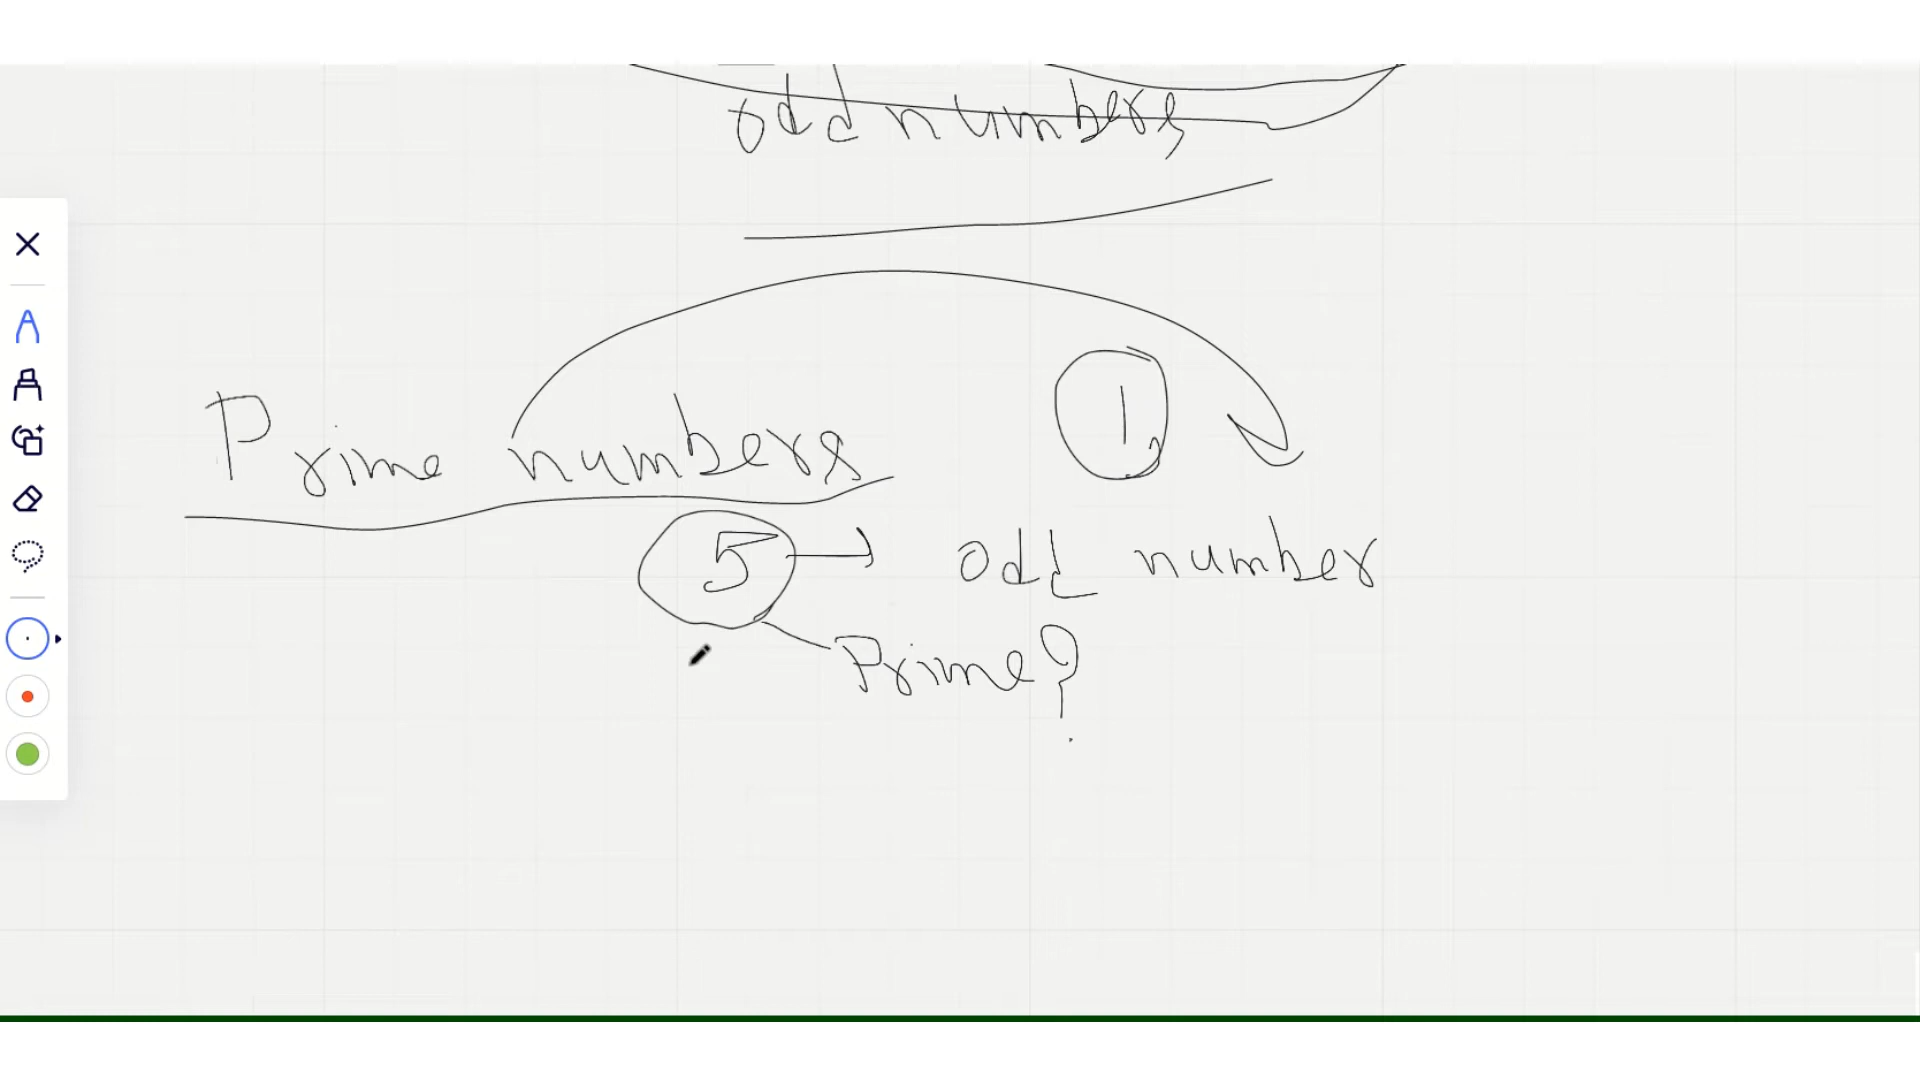 odd numbers
1,
Prime numbers
5 → odd number
Prime?